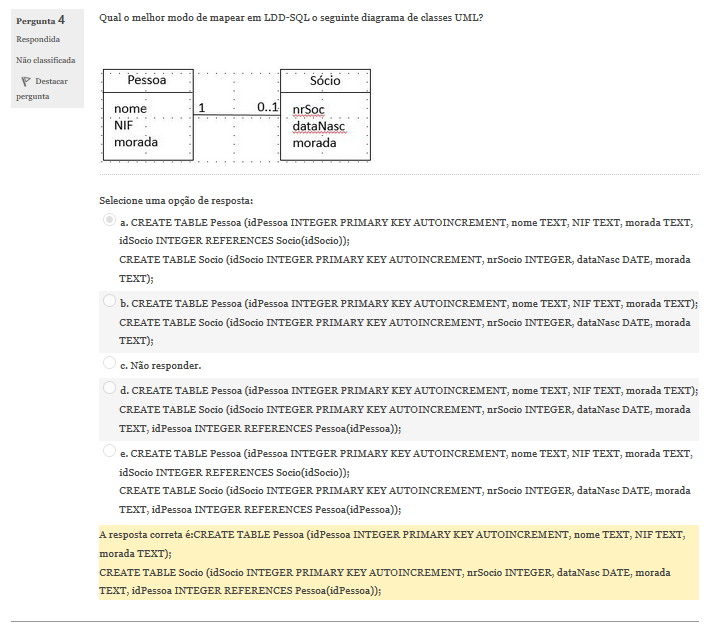 Pergunta 4
Respondida
Não classificada
Destacar
pergunta
Qual o melhor modo de mapear em LDD-SQL o seguinte diagrama de classes UML?
Pessoa
nome
NIF
morada
1
0..1
Sócio
nrSoc
dataNasc
morada
Selecione uma opção de resposta:
a. CREATE TABLE Pessoa (idPessoa INTEGER PRIMARY KEY AUTOINCREMENT, nome TEXT, NIF TEXT, morada TEXT,
idSocio INTEGER REFERENCES Socio(idSocio));
CREATE TABLE Socio (idSocio INTEGER PRIMARY KEY AUTOINCREMENT, nrSocio INTEGER, dataNasc DATE, morada
TEXT);
b. CREATE TABLE Pessoa (idPessoa INTEGER PRIMARY KEY AUTOINCREMENT, nome TEXT, NIF TEXT, morada TEXT);
CREATE TABLE Socio (idSocio INTEGER PRIMARY KEY AUTOINCREMENT, nrSocio INTEGER, dataNasc DATE, morada
TEXT);
c. Não responder.
d. CREATE TABLE Pessoa (idPessoa INTEGER PRIMARY KEY AUTOINCREMENT, nome TEXT, NIF TEXT, morada TEXT);
CREATE TABLE Socio (idSocio INTEGER PRIMARY KEY AUTOINCREMENT, nrSocio INTEGER, dataNasc DATE, morada
TEXT, idPessoa INTEGER REFERENCES Pessoa(idPessoa));
e. CREATE TABLE Pessoa (idPessoa INTEGER PRIMARY KEY AUTOINCREMENT, nome TEXT, NIF TEXT, morada TEXT,
idSocio INTEGER REFERENCES Socio(idSocio));
CREATE TABLE Socio (idSocio INTEGER PRIMARY KEY AUTOINCREMENT, nrSocio INTEGER, dataNasc DATE, morada
TEXT, idPessoa INTEGER REFERENCES Pessoa(idPessoa));
A resposta correta é:CREATE TABLE Pessoa (idPessoa INTEGER PRIMARY KEY AUTOINCREMENT, nome TEXT, NIF TEXT,
morada TEXT);
CREATE TABLE Socio (idSocio INTEGER PRIMARY KEY AUTOINCREMENT, nrSocio INTEGER, dataNasc DATE, morada
TEXT, idPessoa INTEGER REFERENCES Pessoa(idPessoa));